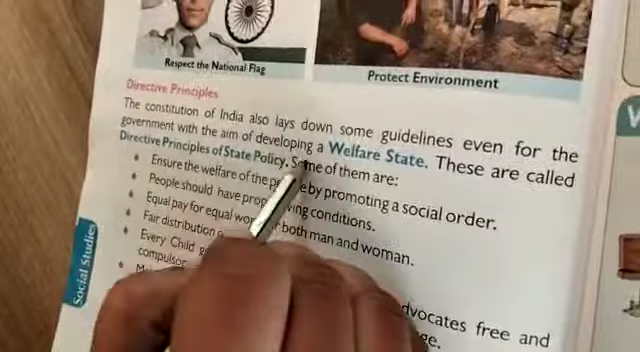 Respect the National Flag
Protect Environment
Directive Principles
The constitution of India also lays down some guidelines even for the
government with the aim of developing a Welfare State. These are called
Directive Principles of State Policy. Some of them are:
• Ensure the welfare of the by promoting a social order.
• People should have conditions.
• Equal pay for equal both man and woman.
• Fair distribution
• Every Child
dvocates free and
compulsor
ge.
Social Studies